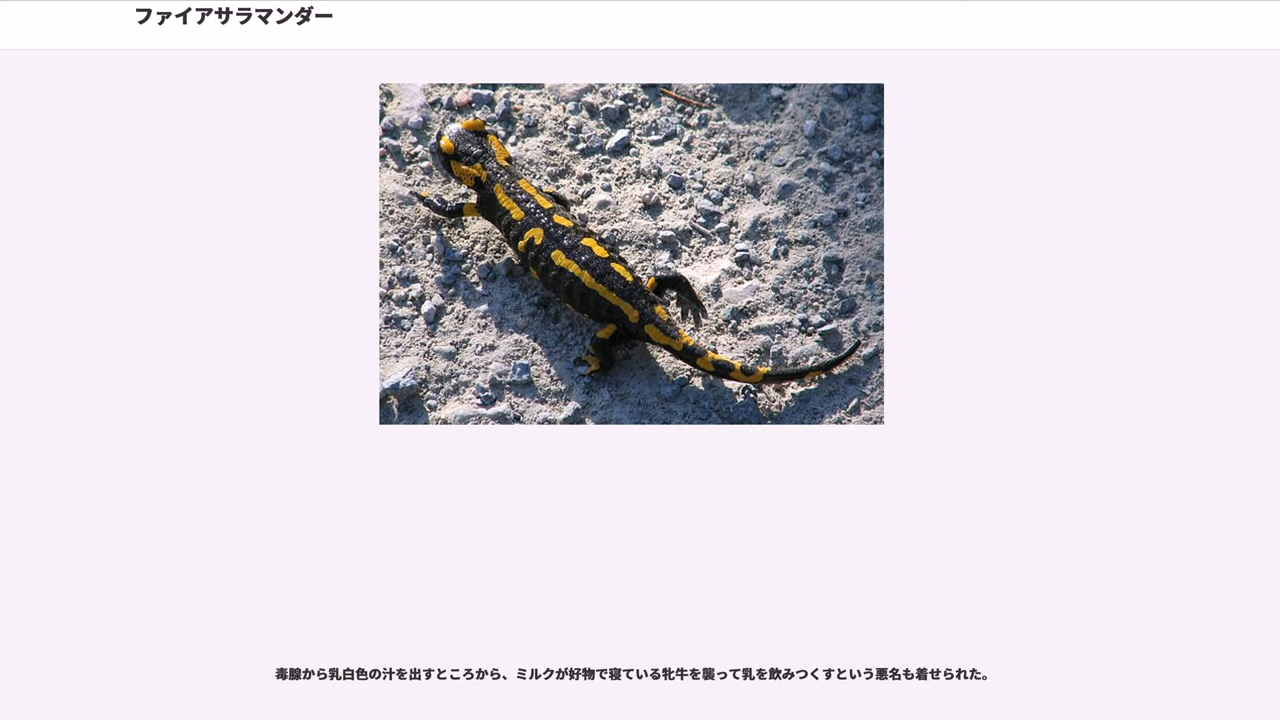 ファイアサラマンダー
毒腺から乳白色の汁を出すところから、ミルクが好物で寝ている牝牛を襲って乳を飲みつくすという悪名も着せられた。